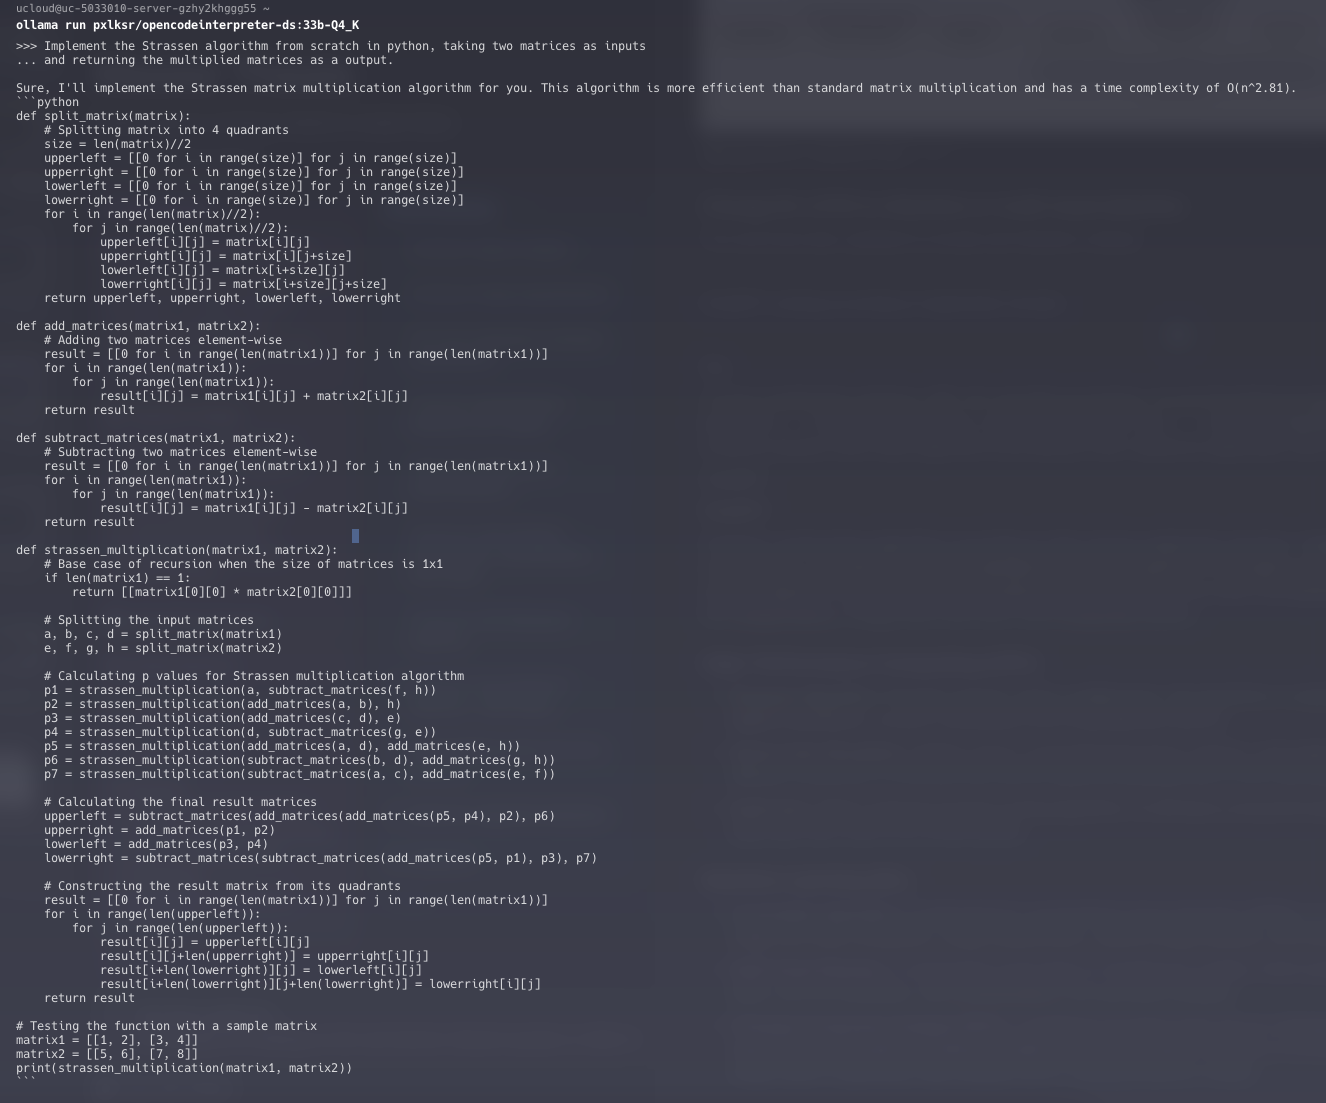 ucloud@uc-5033010-server-gzhy2khggg55 ~
ollama run pxlksr/opencodeinterpreter-ds:33b-Q4_K
>>> Implement the Strassen algorithm from scratch in python, taking two matrices as inputs
... and returning the multiplied matrices as a output.

Sure, I'll implement the Strassen matrix multiplication algorithm for you. This algorithm is more efficient than standard matrix multiplication and has a time complexity of O(n^2.81).
```python
def split_matrix(matrix):
    # Splitting matrix into 4 quadrants
    size = len(matrix)//2
    upperleft = [[0 for i in range(size)] for j in range(size)]
    upperright = [[0 for i in range(size)] for j in range(size)]
    lowerleft = [[0 for i in range(size)] for j in range(size)]
    lowerright = [[0 for i in range(size)] for j in range(size)]
    for i in range(len(matrix)//2):
        for j in range(len(matrix)//2):
            upperleft[i][j] = matrix[i][j]
            upperright[i][j] = matrix[i][j+size]
            lowerleft[i][j] = matrix[i+size][j]
            lowerright[i][j] = matrix[i+size][j+size]
    return upperleft, upperright, lowerleft, lowerright

def add_matrices(matrix1, matrix2):
    # Adding two matrices element-wise
    result = [[0 for i in range(len(matrix1))] for j in range(len(matrix1))]
    for i in range(len(matrix1)):
        for j in range(len(matrix1)):
            result[i][j] = matrix1[i][j] + matrix2[i][j]
    return result

def subtract_matrices(matrix1, matrix2):
    # Subtracting two matrices element-wise
    result = [[0 for i in range(len(matrix1))] for j in range(len(matrix1))]
    for i in range(len(matrix1)):
        for j in range(len(matrix1)):
            result[i][j] = matrix1[i][j] - matrix2[i][j]
    return result

def strassen_multiplication(matrix1, matrix2):
    # Base case of recursion when the size of matrices is 1x1
    if len(matrix1) == 1:
        return [[matrix1[0][0] * matrix2[0][0]]]

    # Splitting the input matrices
    a, b, c, d = split_matrix(matrix1)
    e, f, g, h = split_matrix(matrix2)

    # Calculating p values for Strassen multiplication algorithm
    p1 = strassen_multiplication(a, subtract_matrices(f, h))
    p2 = strassen_multiplication(add_matrices(a, b), h)
    p3 = strassen_multiplication(add_matrices(c, d), e)
    p4 = strassen_multiplication(d, subtract_matrices(g, e))
    p5 = strassen_multiplication(add_matrices(a, d), add_matrices(e, h))
    p6 = strassen_multiplication(subtract_matrices(b, d), add_matrices(g, h))
    p7 = strassen_multiplication(subtract_matrices(a, c), add_matrices(e, f))

    # Calculating the final result matrices
    upperleft = subtract_matrices(add_matrices(add_matrices(p5, p4), p2), p6)
    upperright = add_matrices(p1, p2)
    lowerleft = add_matrices(p3, p4)
    lowerright = subtract_matrices(subtract_matrices(add_matrices(p5, p1), p3), p7)

    # Constructing the result matrix from its quadrants
    result = [[0 for i in range(len(matrix1))] for j in range(len(matrix1))]
    for i in range(len(upperleft)):
        for j in range(len(upperleft)):
            result[i][j] = upperleft[i][j]
            result[i][j+len(upperright)] = upperright[i][j]
            result[i+len(lowerright)][j] = lowerleft[i][j]
            result[i+len(lowerright)][j+len(lowerright)] = lowerright[i][j]
    return result

# Testing the function with a sample matrix
matrix1 = [[1, 2], [3, 4]]
matrix2 = [[5, 6], [7, 8]]
print(strassen_multiplication(matrix1, matrix2))
```